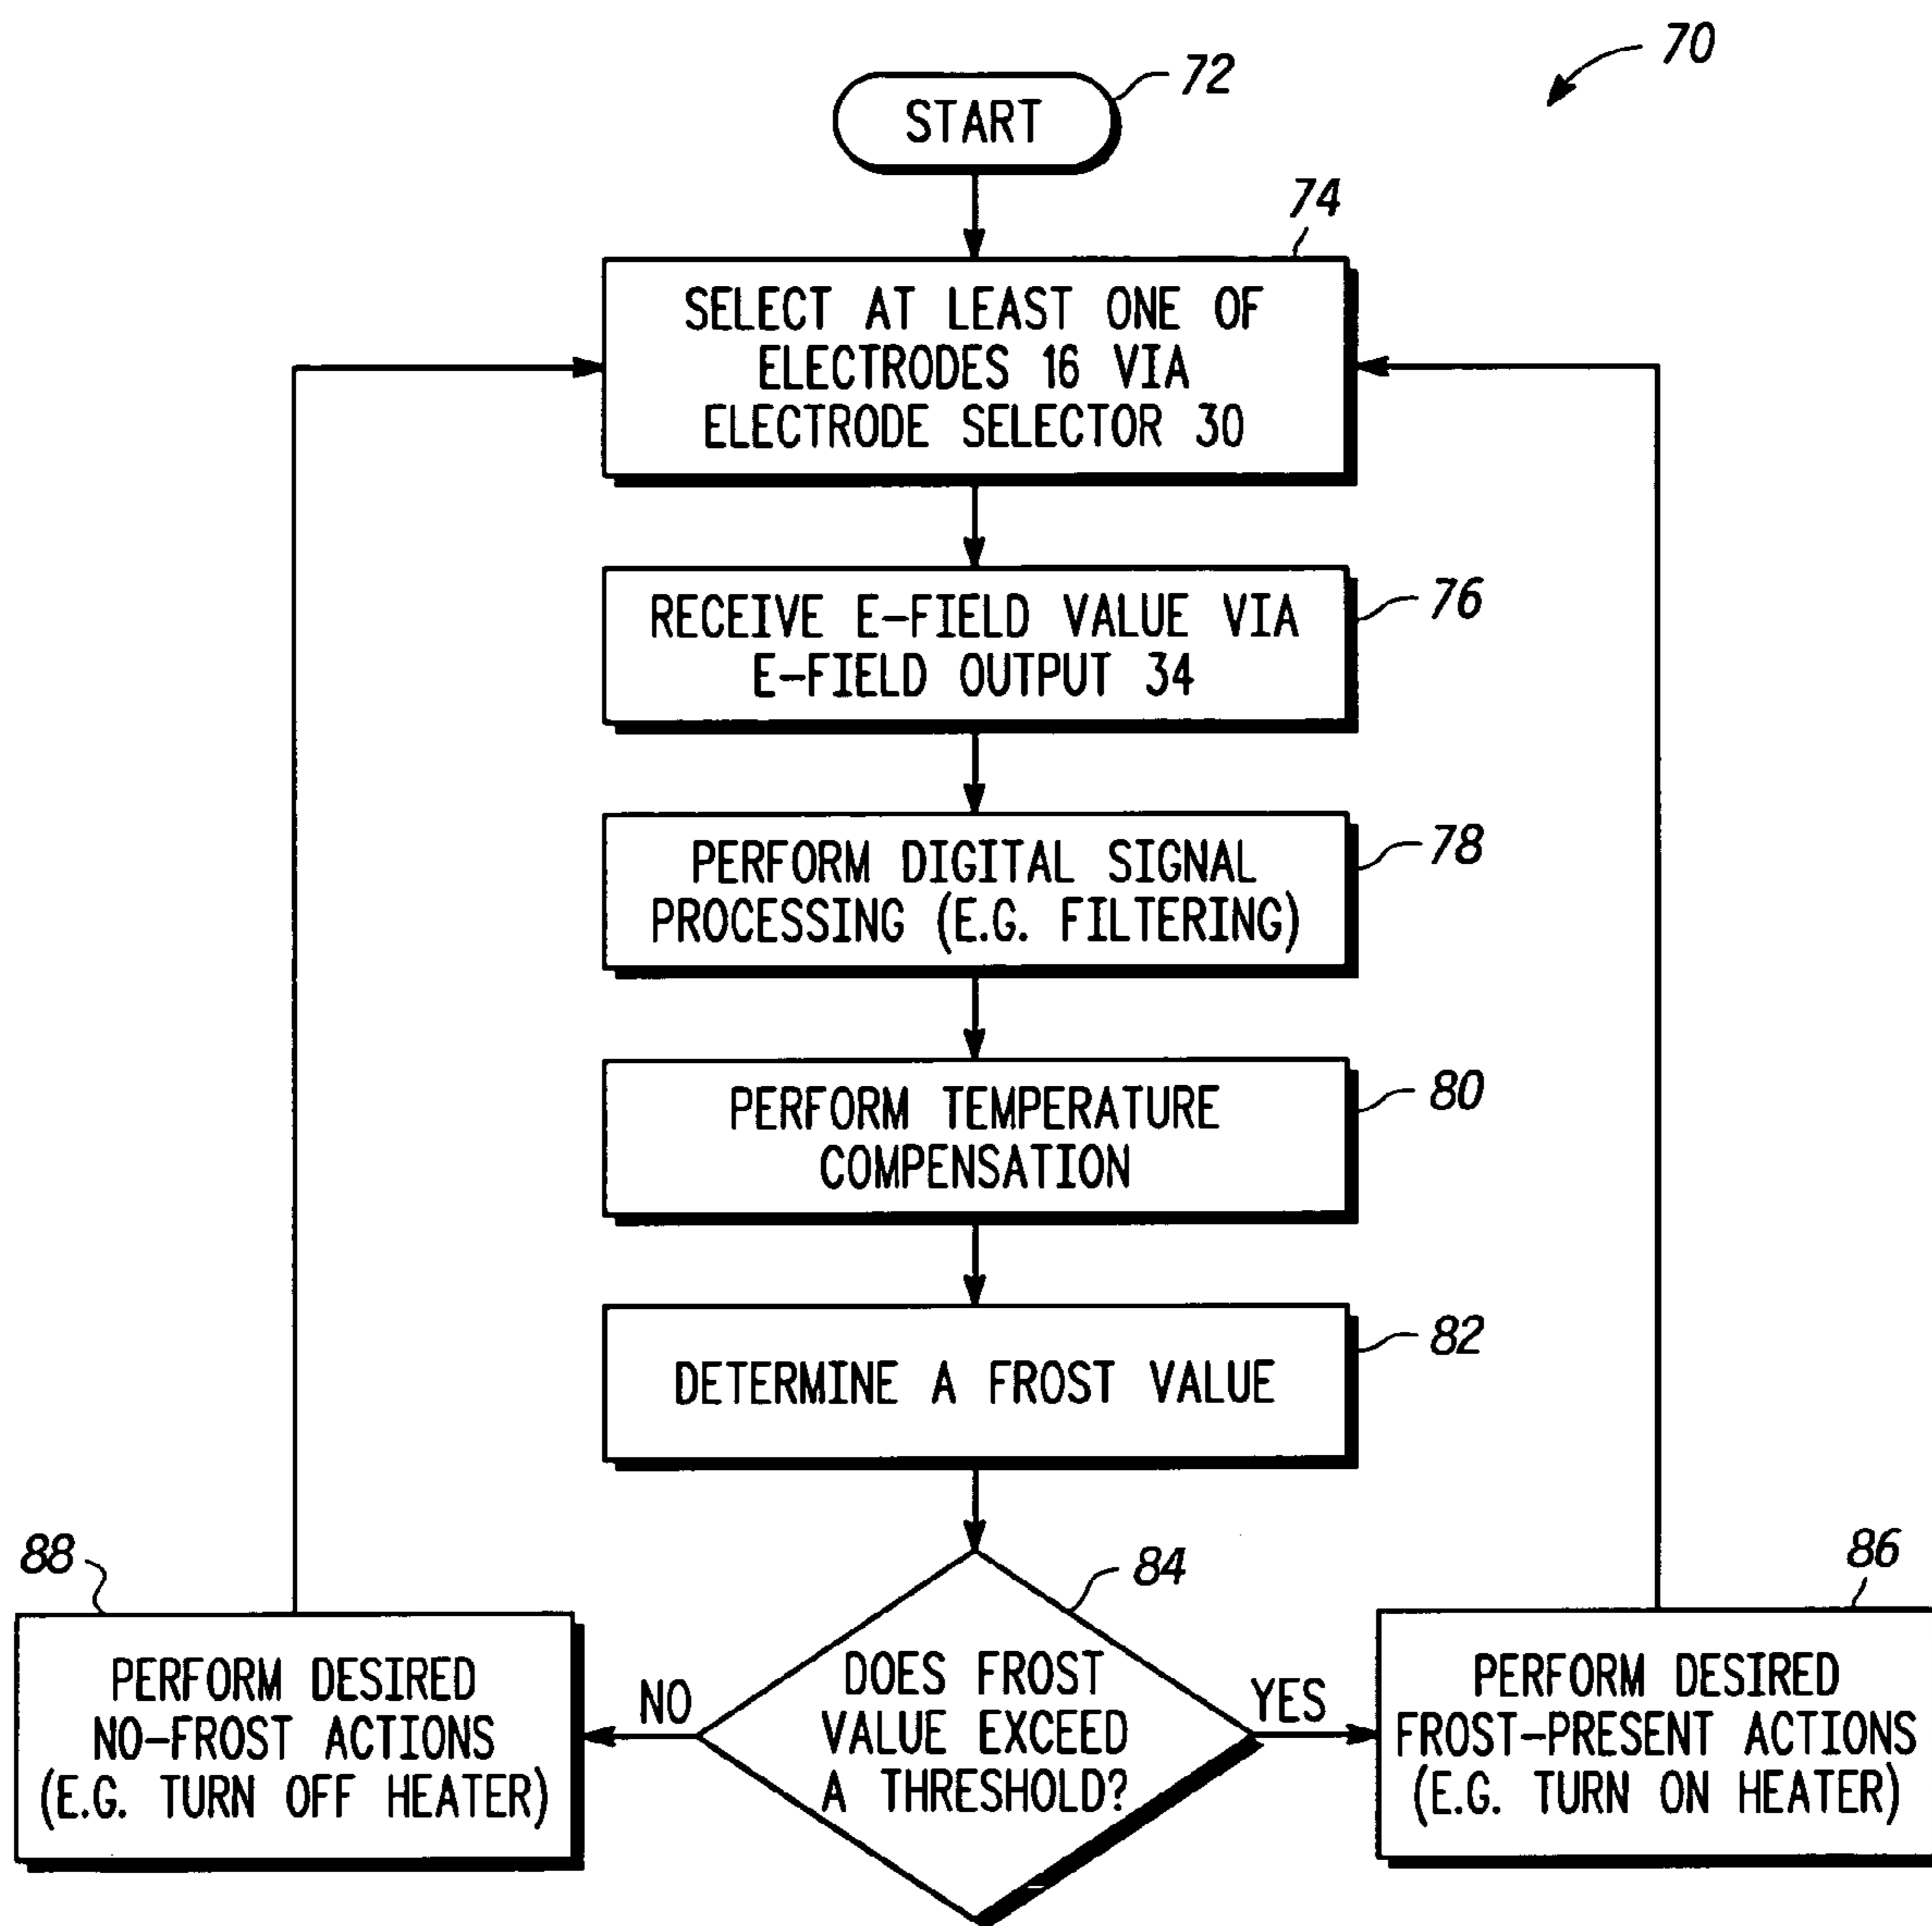 70
72
START
74
SELECT AT LEAST ONE OF
ELECTRODES 16 VIA
ELECTRODE SELECTOR 30
76
RECEIVE E-FIELD VALUE VIA
E-FIELD OUTPUT 34
78
PERFORM DIGITAL SIGNAL
PROCESSING (E.G. FILTERING)
80
PERFORM TEMPERATURE
COMPENSATION
82
DETERMINE A FROST VALUE
84
DOES FROST
VALUE EXCEED
A THRESHOLD?
NO
YES
88
PERFORM DESIRED
NO-FROST ACTIONS
(E.G. TURN OFF HEATER)
86
PERFORM DESIRED
FROST-PRESENT ACTIONS
(E.G. TURN ON HEATER)